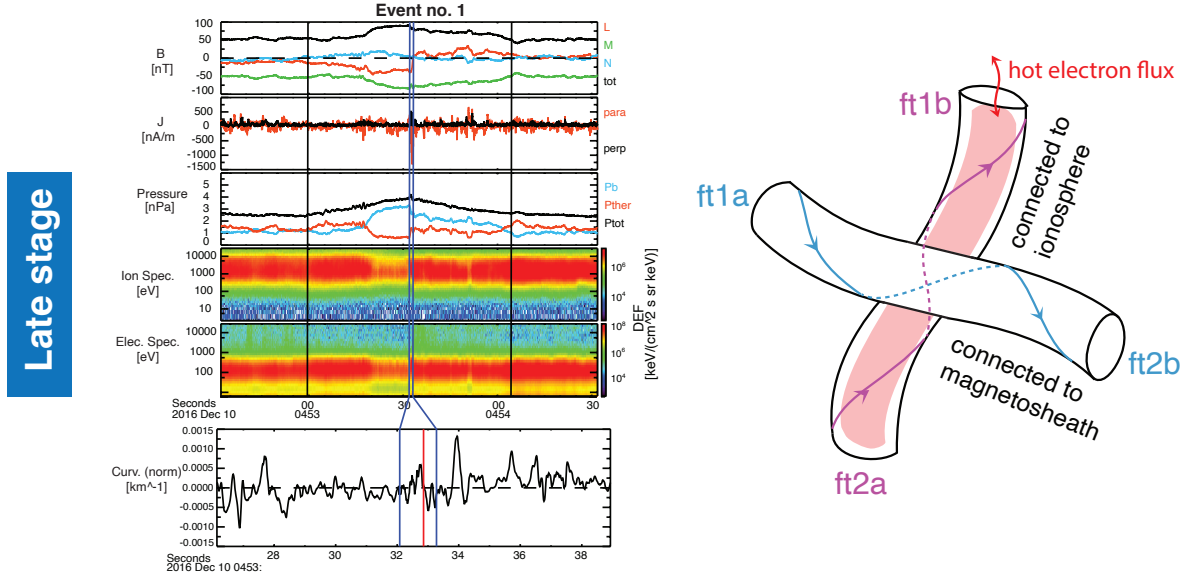 Event no. 1
Late stage
B
[nT]
100
50
0
-50
-100
L
M
N
tot
J
[nA/m
500
0
-500
-1000
-1500
para
perp
Pressure
[nPa]
5
4
3
2
1
0
Pb
Pther
Ptot
Ion Spec.
[eV]
10000
1000
100
10
10^6
10^4
Elec. Spec.
[eV]
10000
1000
100
10^8
10^6
10^4
DEF
[keV/(cm^2 s sr keV)]
Seconds
2016 Dec 10
00
0453
30
00
0454
30
Curv. (norm)
[km^-1]
0.0015
0.0010
0.0005
0.0000
-0.0005
-0.0010
-0.0015
28
30
32
34
36
38
Seconds
2016 Dec 10 0453:
hot electron flux
ft1b
connected to
ionosphere
ft1a
ft2b
connected to
magnetosheath
ft2a